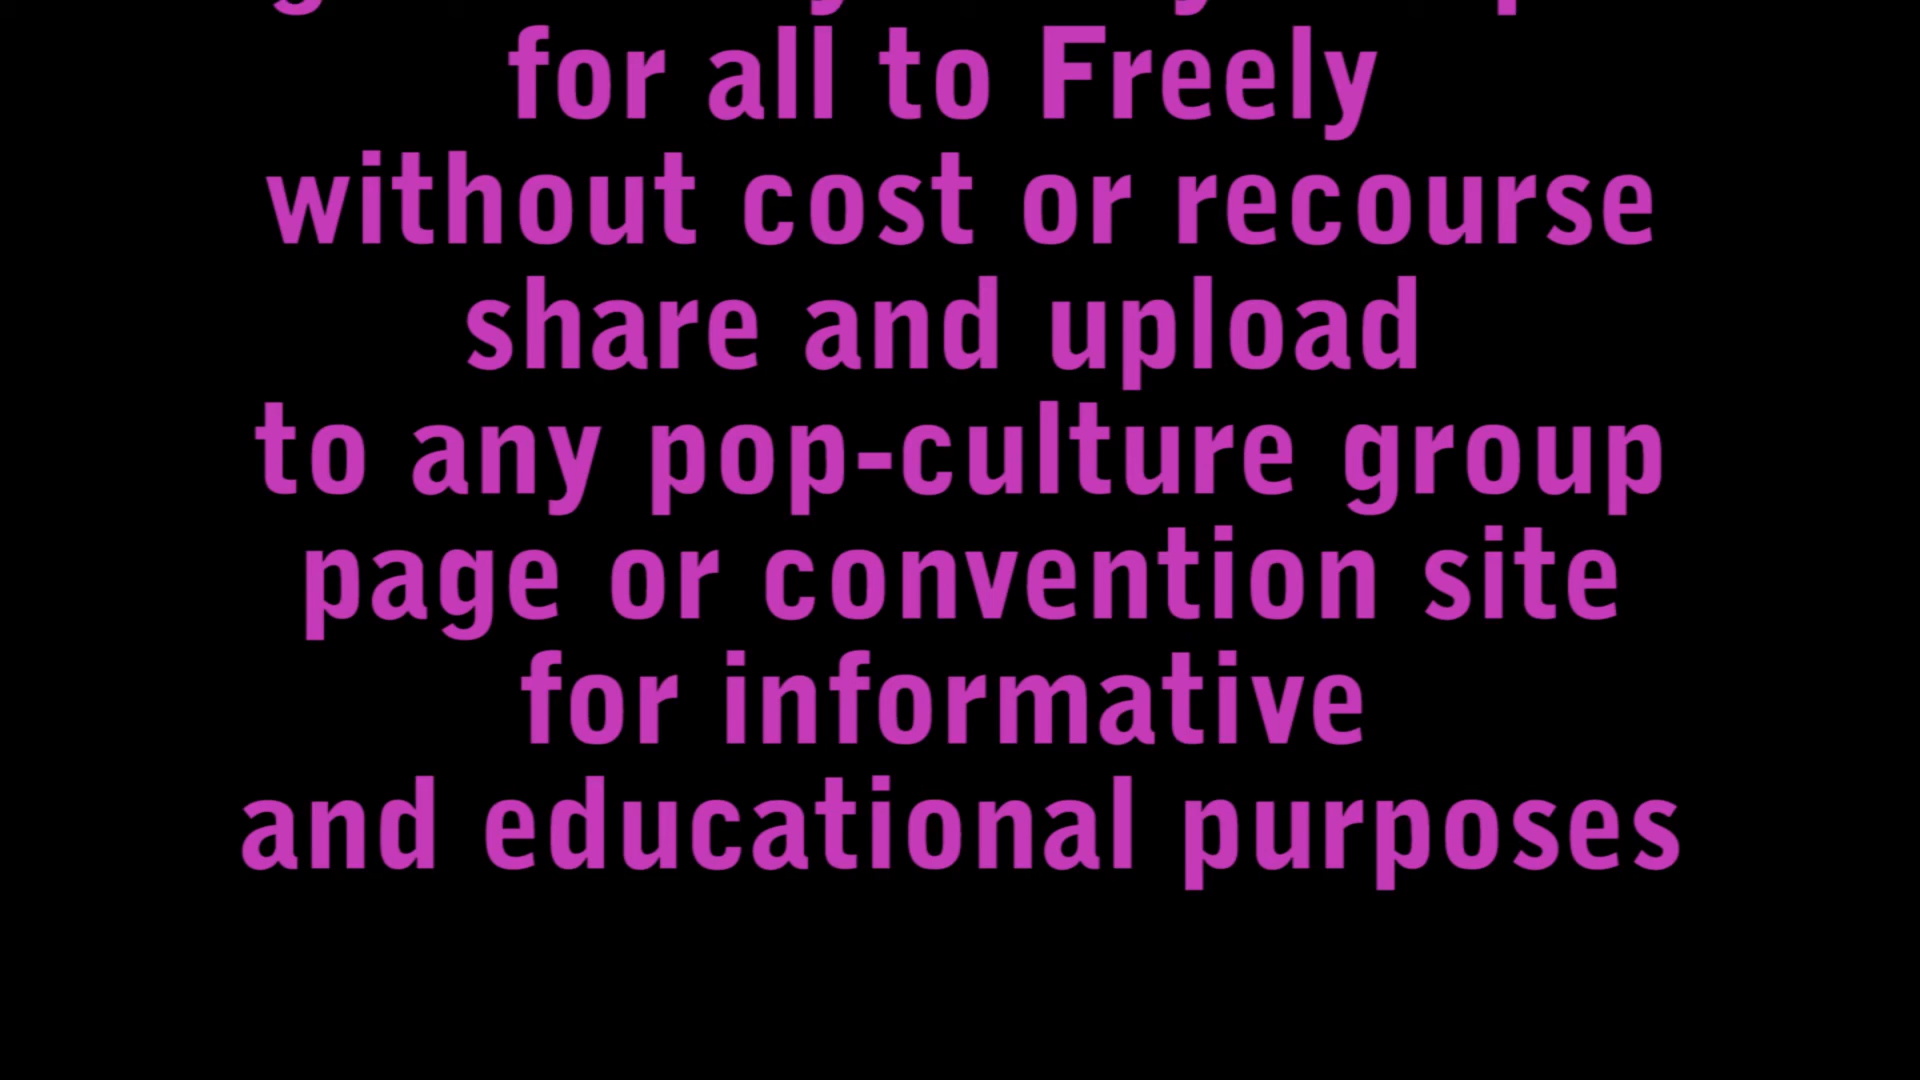 for all to Freely
without cost or recourse
share and upload
to any pop-culture group
page or convention site
for informative
and educational purposes